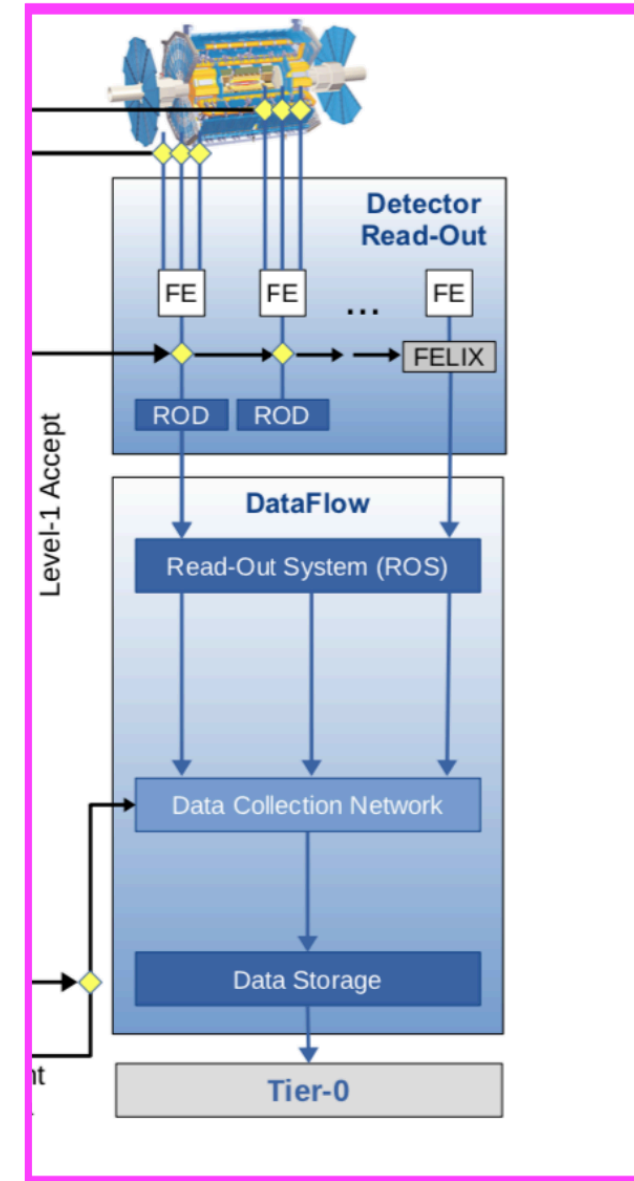 Detector
Read-Out
FE
FE
...
FE
FELIX
ROD
ROD
Level-1 Accept
DataFlow
Read-Out System (ROS)
Data Collection Network
Data Storage
Tier-0